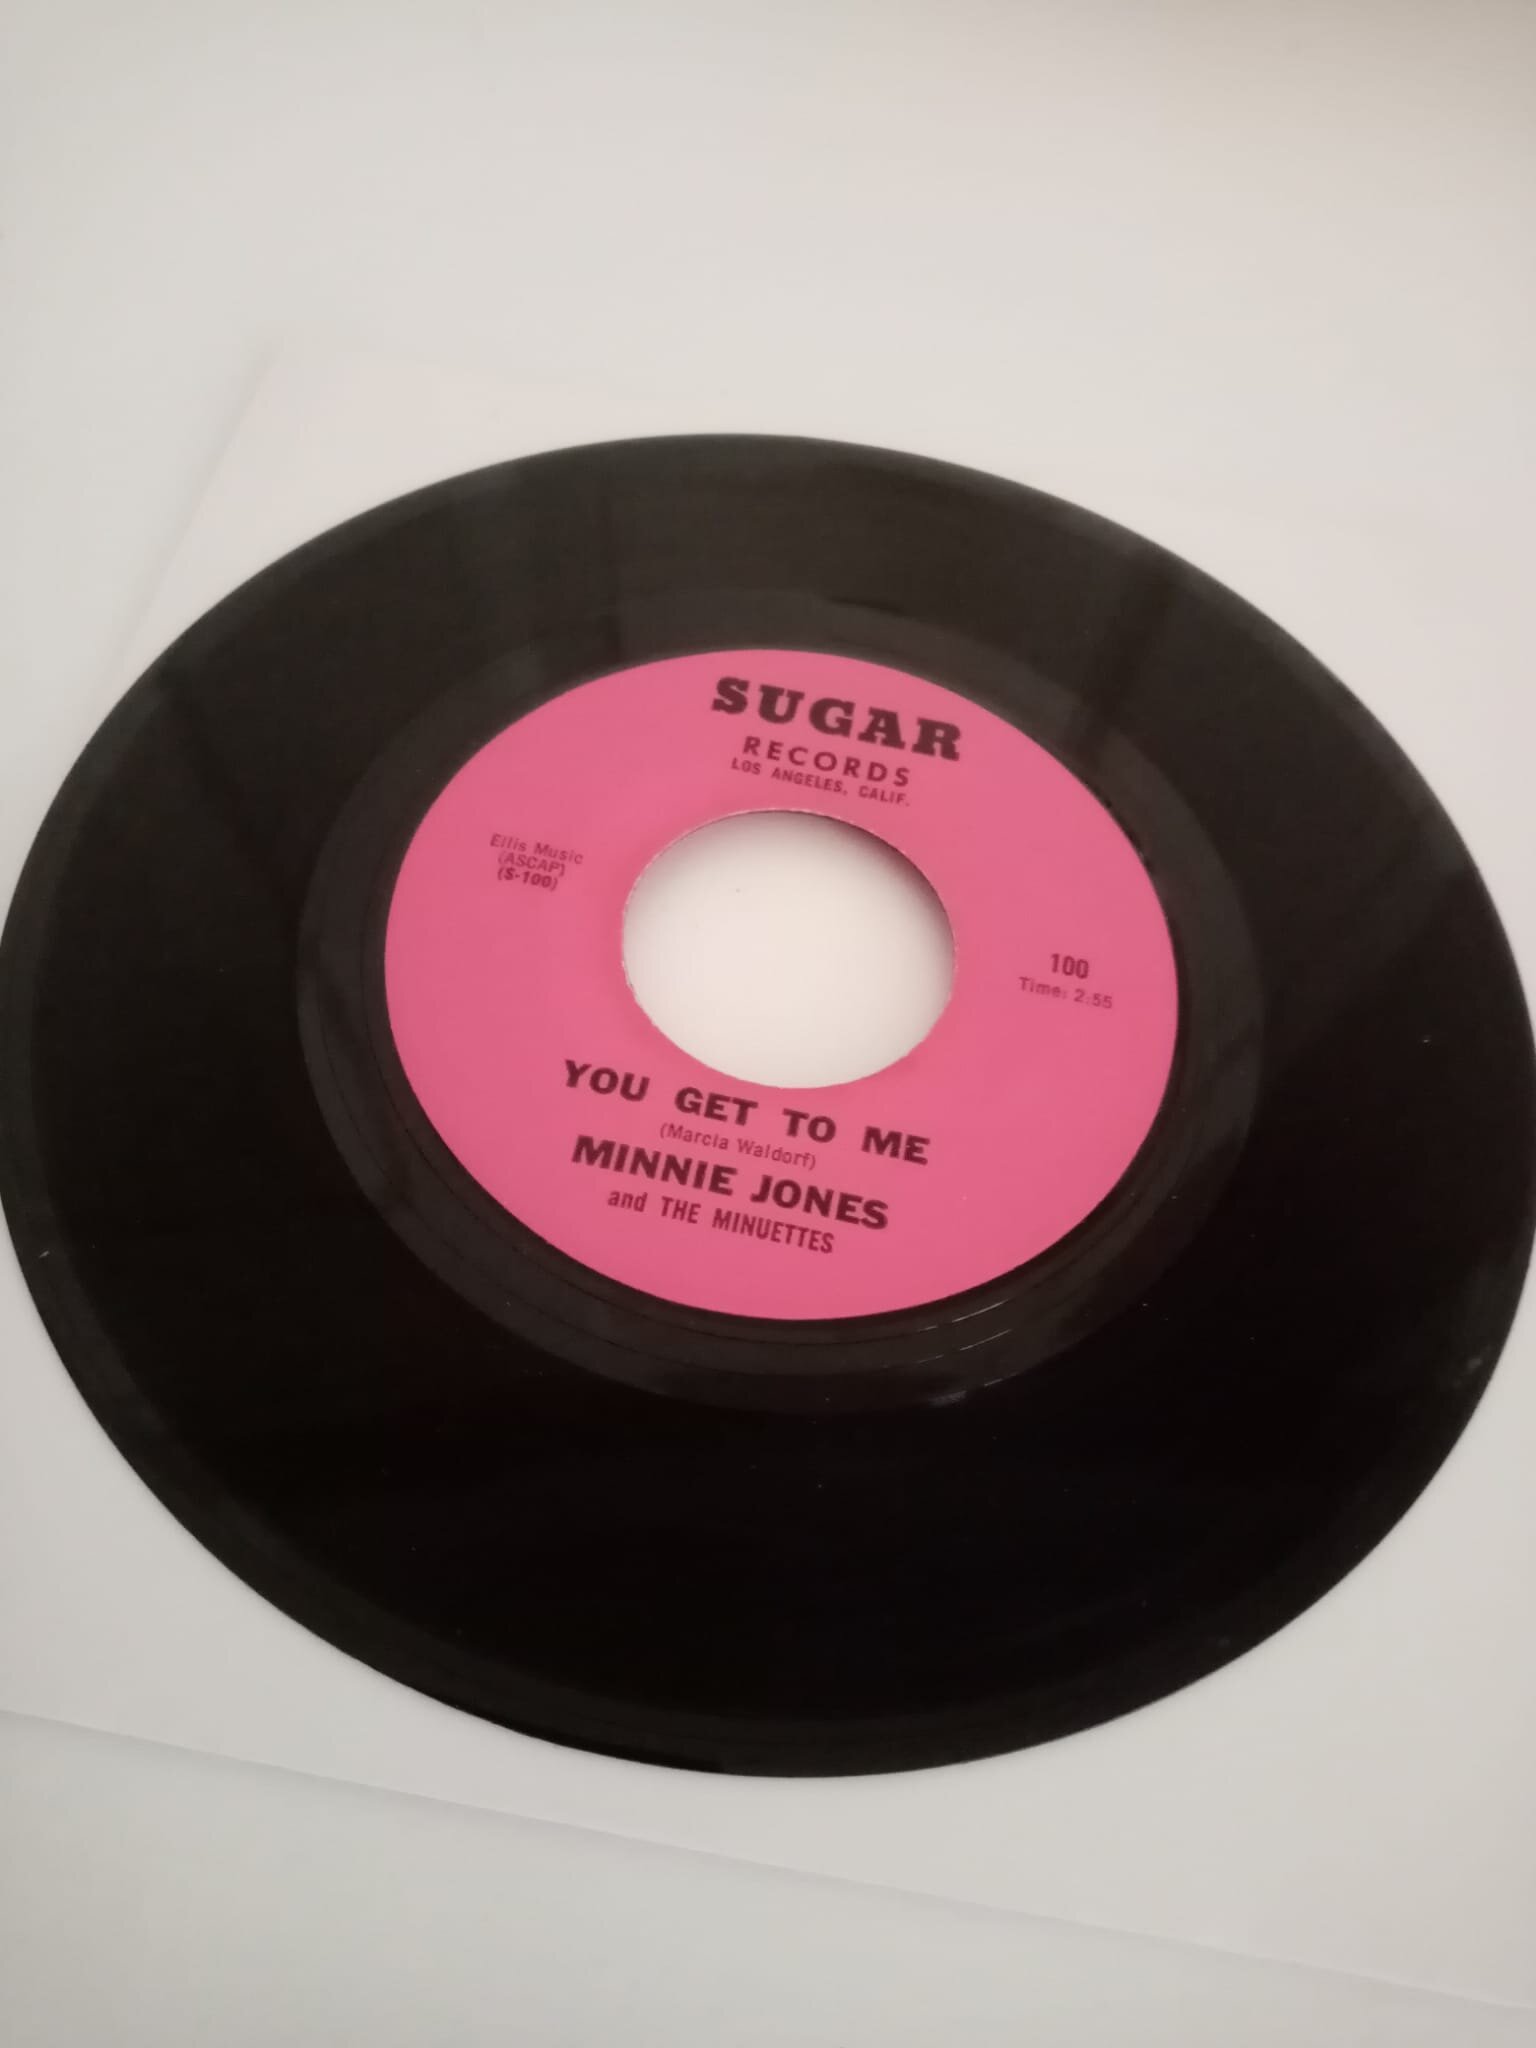 SUGAR
RECORDS
LOS ANGELES, CALIF.
Ellis Music
(ASCAP)
(S-100)
100
Time: 2:55
YOU GET TO ME
(Marcia Waldorf)
MINNIE JONES
and THE MINUETTES